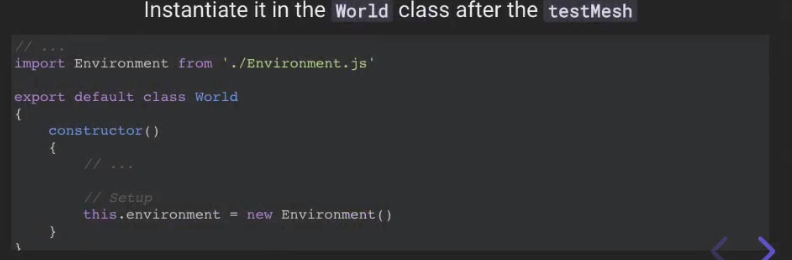 Instantiate it in the World class after the testMesh
// ...
import Environment from './Environment.js'
export default class World
{
constructor()
{
// ...
// Setup
this.environment = new Environment()
}
}